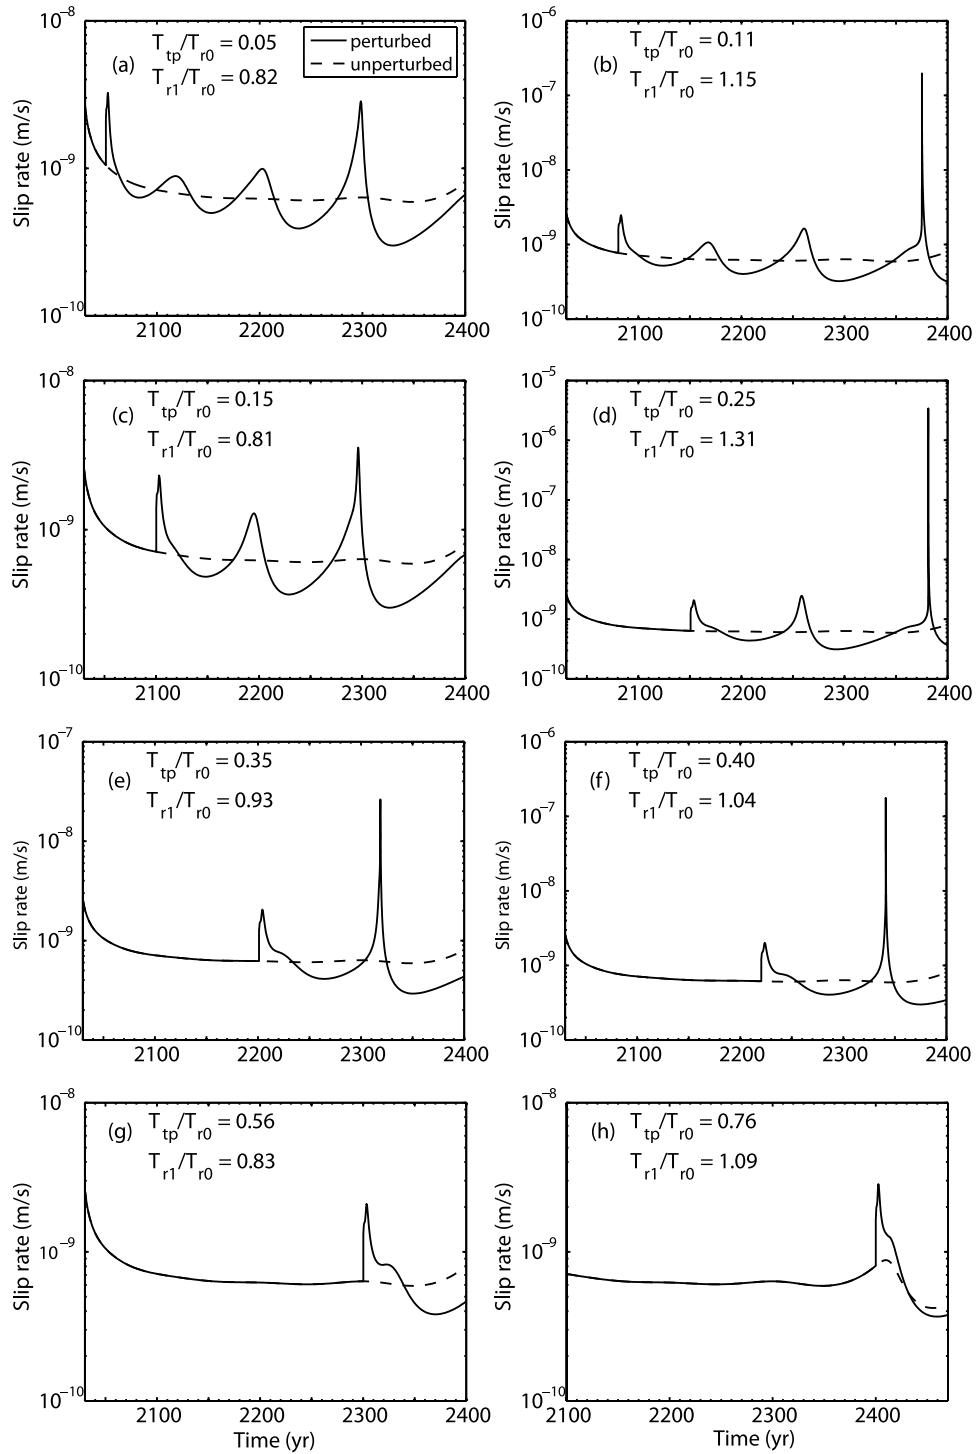 (a) T_tp/T_r0 = 0.05
T_r1/T_r0 = 0.82
perturbed
unperturbed
Slip rate (m/s)
10^−8
10^−9
10^−10
2100 2200 2300 2400
(b) T_tp/T_r0 = 0.11
T_r1/T_r0 = 1.15
Slip rate (m/s)
10^−6
10^−7
10^−8
10^−9
10^−10
2100 2200 2300 2400
(c) T_tp/T_r0 = 0.15
T_r1/T_r0 = 0.81
Slip rate (m/s)
10^−8
10^−9
10^−10
2100 2200 2300 2400
(d) T_tp/T_r0 = 0.25
T_r1/T_r0 = 1.31
Slip rate (m/s)
10^−5
10^−6
10^−7
10^−8
10^−9
10^−10
2100 2200 2300 2400
(e) T_tp/T_r0 = 0.35
T_r1/T_r0 = 0.93
Slip rate (m/s)
10^−7
10^−8
10^−9
10^−10
2100 2200 2300 2400
(f) T_tp/T_r0 = 0.40
T_r1/T_r0 = 1.04
Slip rate (m/s)
10^−6
10^−7
10^−8
10^−9
10^−10
2100 2200 2300 2400
(g) T_tp/T_r0 = 0.56
T_r1/T_r0 = 0.83
Slip rate (m/s)
10^−8
10^−9
10^−10
2100 2200 2300 2400
Time (yr)
(h) T_tp/T_r0 = 0.76
T_r1/T_r0 = 1.09
Slip rate (m/s)
10^−8
10^−9
10^−10
2100 2200 2300 2400
Time (yr)